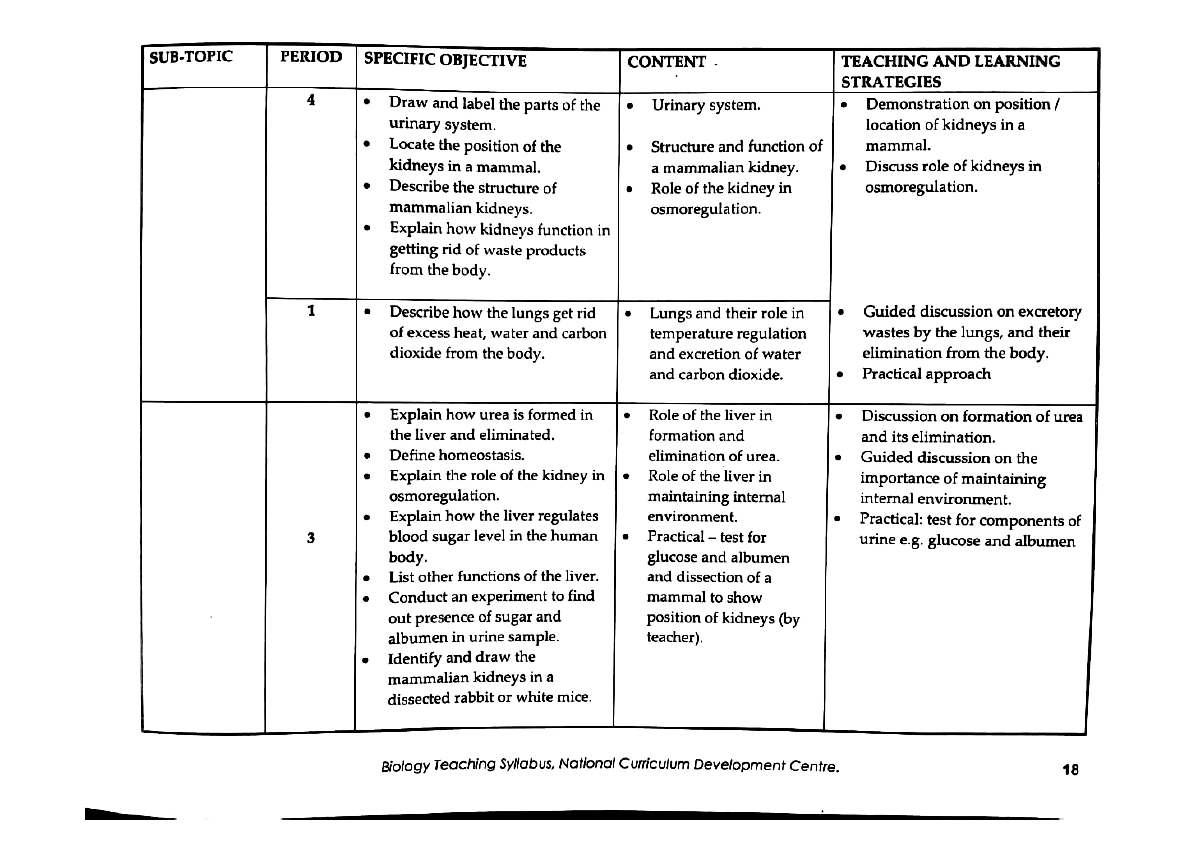 SUB-TOPIC
PERIOD
SPECIFIC OBJECTIVE
CONTENT
TEACHING AND LEARNING
STRATEGIES
4
• Draw and label the parts of the
urinary system.
• Locate the position of the
kidneys in a mammal.
• Describe the structure of
mammalian kidneys.
• Explain how kidneys function in
getting rid of waste products
from the body.
• Urinary system.
• Structure and function of
a mammalian kidney.
• Role of the kidney in
osmoregulation.
• Demonstration on position /
location of kidneys in a
mammal.
• Discuss role of kidneys in
osmoregulation.
1
• Describe how the lungs get rid
of excess heat, water and carbon
dioxide from the body.
• Lungs and their role in
temperature regulation
and excretion of water
and carbon dioxide.
• Guided discussion on excretory
wastes by the lungs, and their
elimination from the body.
• Practical approach
3
• Explain how urea is formed in
the liver and eliminated.
• Define homeostasis.
• Explain the role of the kidney in
osmoregulation.
• Explain how the liver regulates
blood sugar level in the human
body.
• List other functions of the liver.
• Conduct an experiment to find
out presence of sugar and
albumen in urine sample.
• Identify and draw the
mammalian kidneys in a
dissected rabbit or white mice.
• Role of the liver in
formation and
elimination of urea.
• Role of the liver in
maintaining internal
environment.
• Practical – test for
glucose and albumen
and dissection of a
mammal to show
position of kidneys (by
teacher).
• Discussion on formation of urea
and its elimination.
• Guided discussion on the
importance of maintaining
internal environment.
• Practical: test for components of
urine e.g. glucose and albumen
Biology Teaching Syllabus, National Curriculum Development Centre.
18